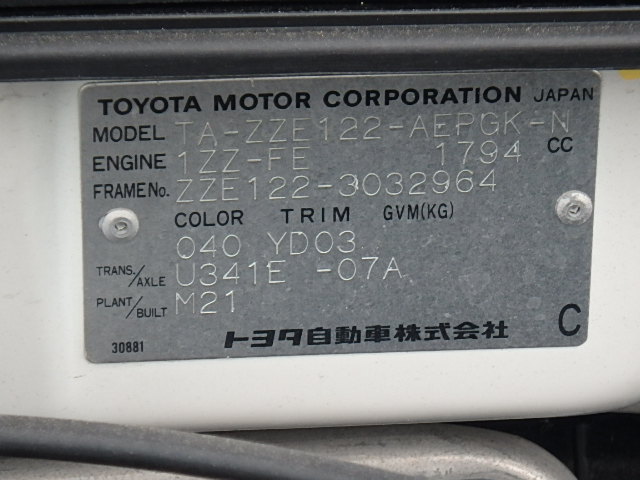 TOYOTA MOTOR CORPORATION JAPAN
MODEL TA-ZZE122-AEPGK-N
ENGINE 1ZZ-FE 1794 CC
FRAME No. ZZE122-3032964
COLOR TRIM GVM(KG)
040 YD03
TRANS./AXLE U341E -07A
PLANT/BUILT M21
30881 トヨタ自動車株式会社 C